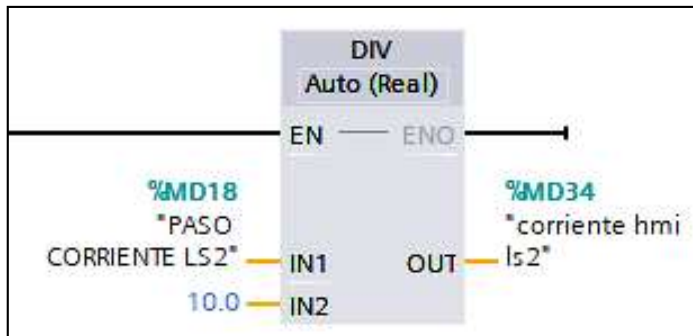 DIV
Auto (Real)
EN
ENO
%MD18
"PASO
CORRIENTE LS2"
IN1
10.0
IN2
%MD34
"corriente hmi
ls2"
OUT